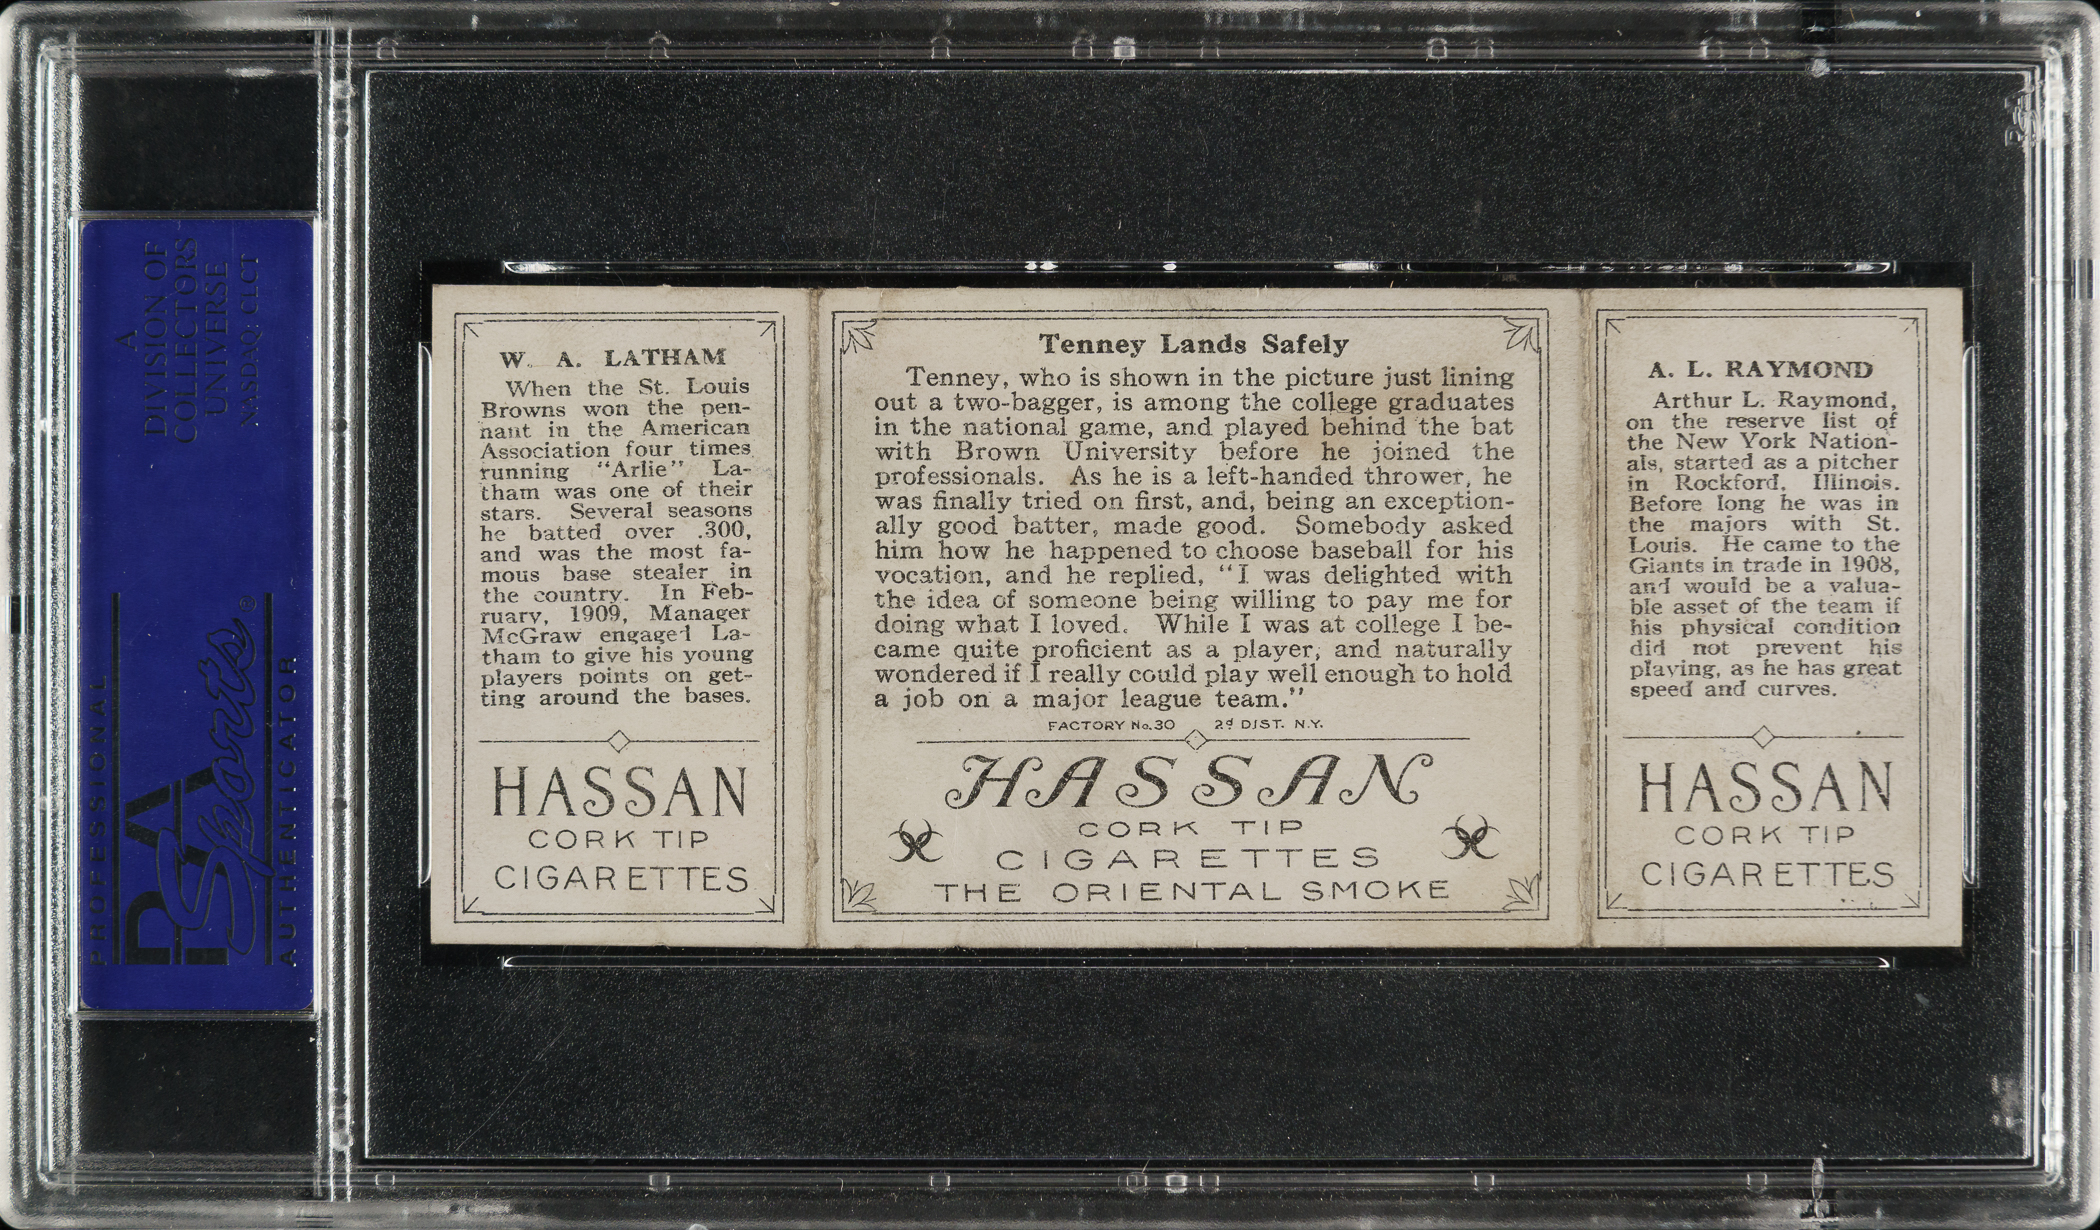 A
DIVISION OF
COLLECTORS
UNIVERSE
NASDAQ: CLCT
PROFESSIONAL
PSA
Sports®
AUTHENTICATOR
W. A. LATHAM
When the St. Louis
Browns won the pen-
nant in the American
Association four times
running "Arlie" La-
tham was one of their
stars. Several seasons
he batted over .300,
and was the most fa-
mous base stealer in
the country. In Feb-
ruary, 1909, Manager
McGraw engaged La-
tham to give his young
players points on get-
ting around the bases.
HASSAN
CORK TIP
CIGARETTES
Tenney Lands Safely
Tenney, who is shown in the picture just lining
out a two-bagger, is among the college graduates
in the national game, and played behind the bat
with Brown University before he joined the
professionals. As he is a left-handed thrower, he
was finally tried on first, and, being an exception-
ally good batter, made good. Somebody asked
him how he happened to choose baseball for his
vocation, and he replied, "I was delighted with
the idea of someone being willing to pay me for
doing what I loved. While I was at college I be-
came quite proficient as a player, and naturally
wondered if I really could play well enough to hold
a job on a major league team."
FACTORY No. 30 2d DIST. N.Y.
HASSAN
CORK TIP
CIGARETTES
THE ORIENTAL SMOKE
A. L. RAYMOND
Arthur L. Raymond,
on the reserve list of
the New York Nation-
als, started as a pitcher
in Rockford, Illinois.
Before long he was in
the majors with St.
Louis. He came to the
Giants in trade in 1908,
and would be a valua-
ble asset of the team if
his physical condition
did not prevent his
playing, as he has great
speed and curves.
HASSAN
CORK TIP
CIGARETTES